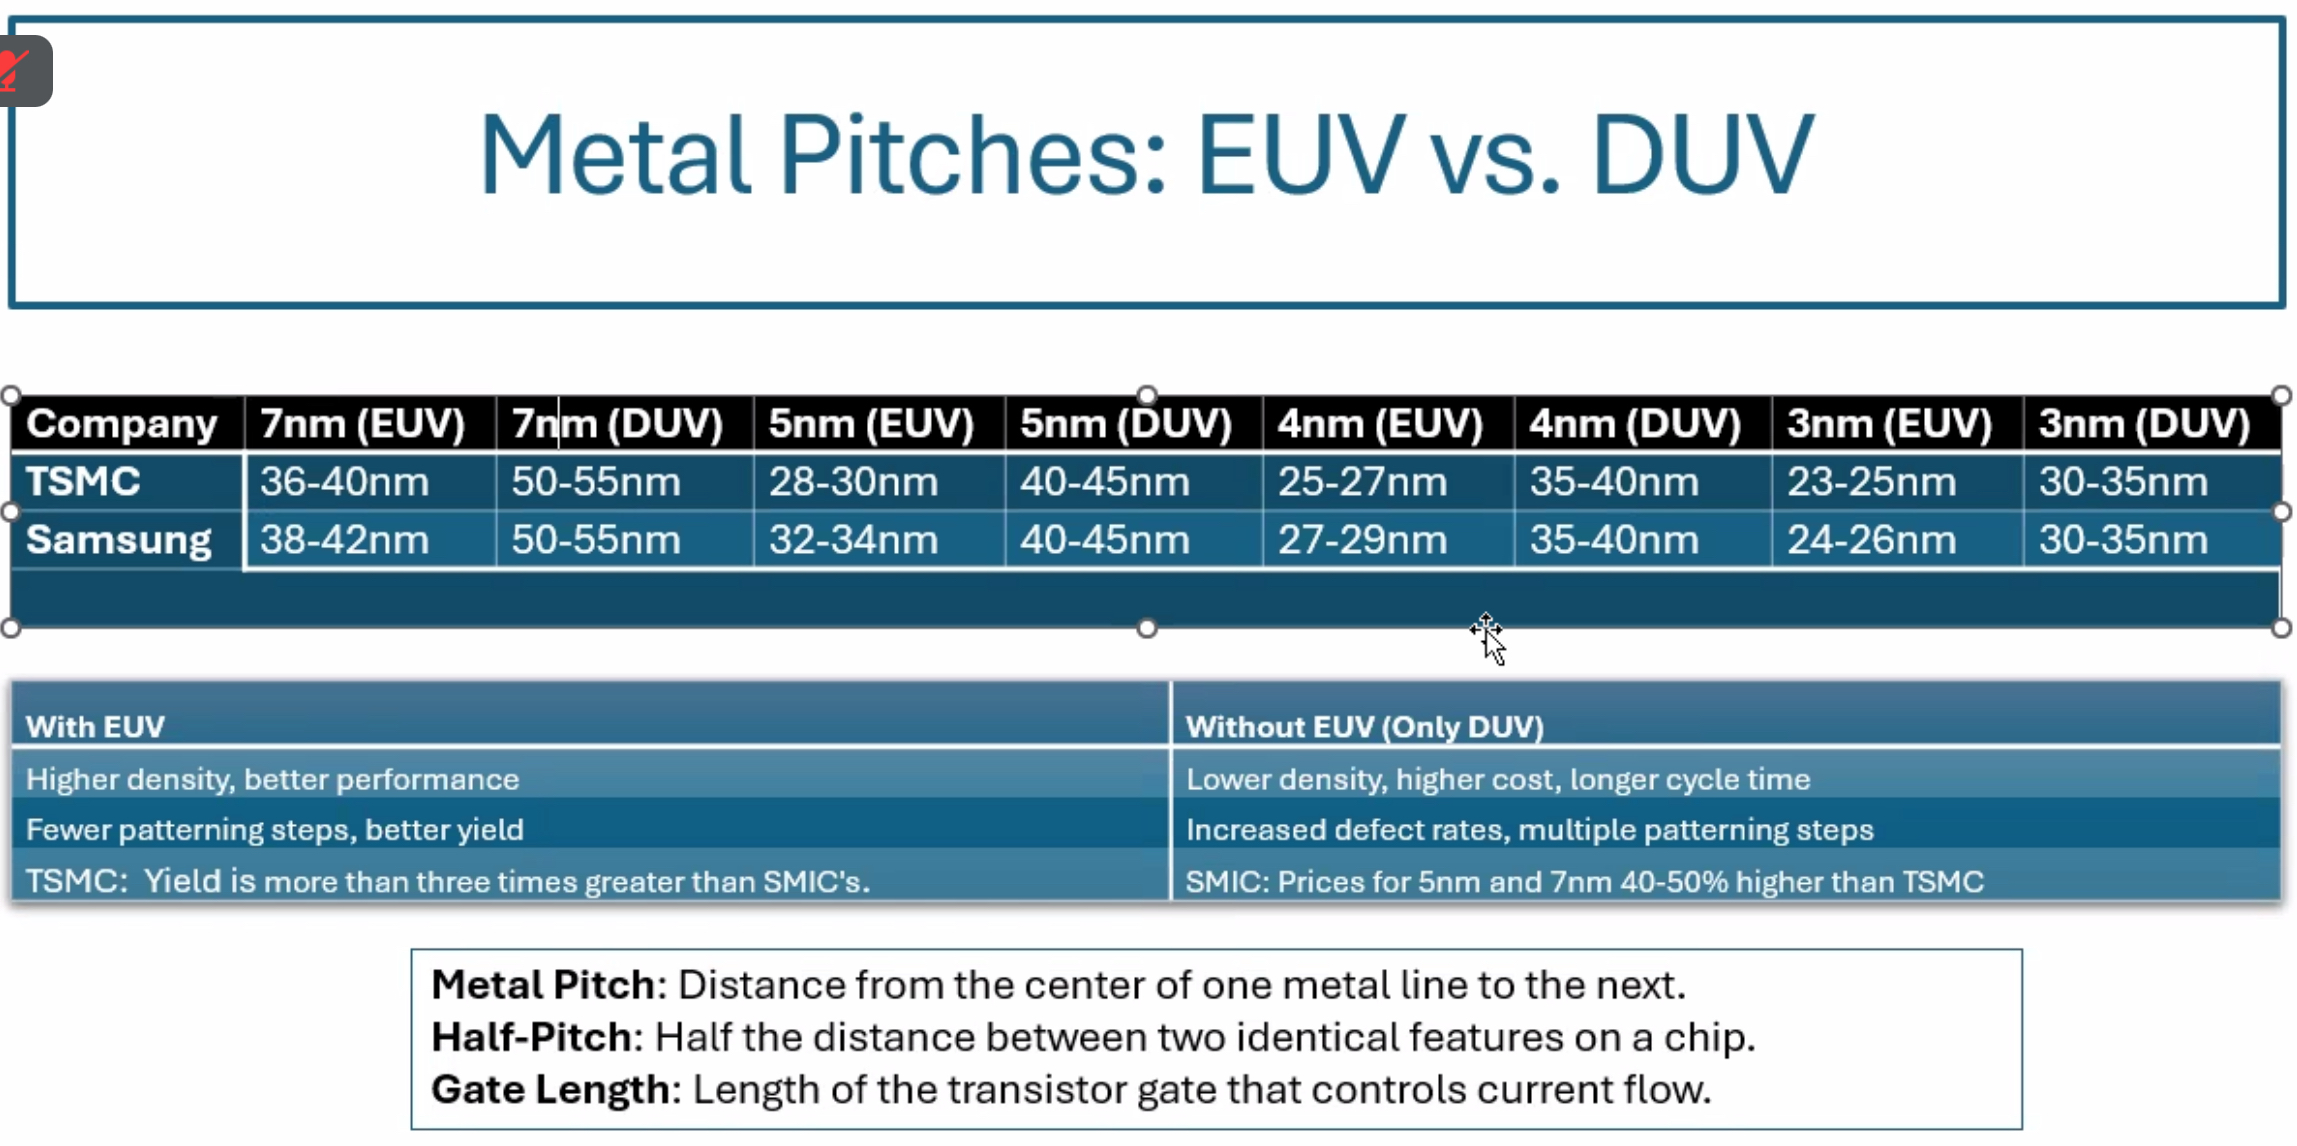 Metal Pitches: EUV vs. DUV
Company 7nm (EUV) 7nm (DUV) 5nm (EUV) 5nm (DUV) 4nm (EUV) 4nm (DUV) 3nm (EUV) 3nm (DUV)
TSMC 36-40nm 50-55nm 28-30nm 40-45nm 25-27nm 35-40nm 23-25nm 30-35nm
Samsung 38-42nm 50-55nm 32-34nm 40-45nm 27-29nm 35-40nm 24-26nm 30-35nm
With EUV Without EUV (Only DUV)
Higher density, better performance Lower density, higher cost, longer cycle time
Fewer patterning steps, better yield Increased defect rates, multiple patterning steps
TSMC: Yield is more than three times greater than SMIC's. SMIC: Prices for 5nm and 7nm 40-50% higher than TSMC
Metal Pitch: Distance from the center of one metal line to the next.
Half-Pitch: Half the distance between two identical features on a chip.
Gate Length: Length of the transistor gate that controls current flow.